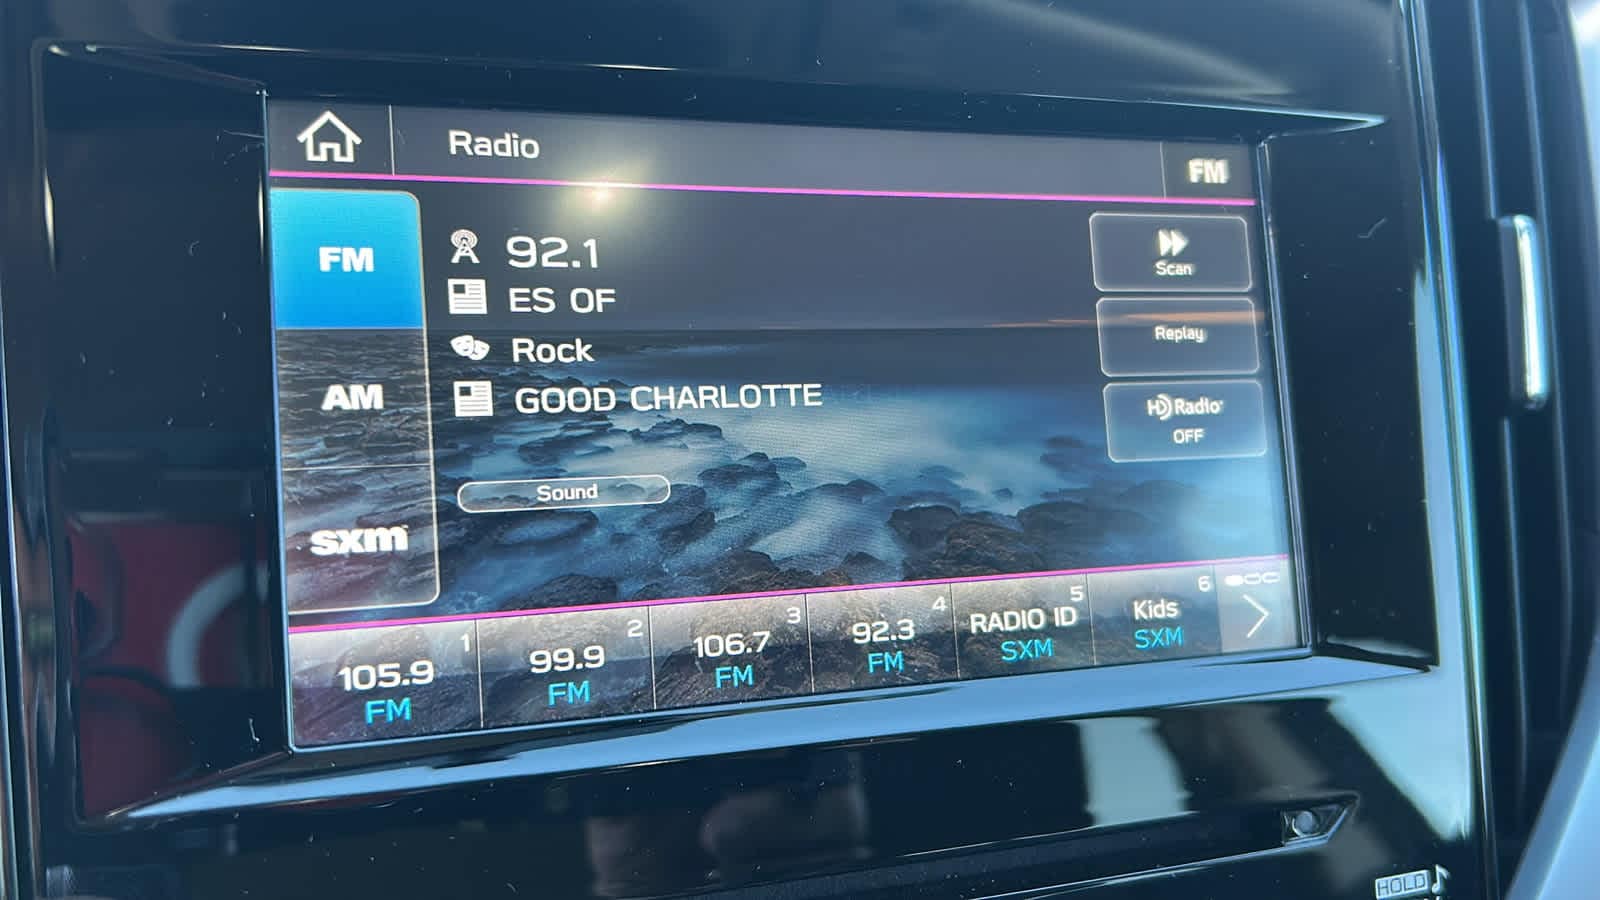 Radio
FM
FM
AM
sxm
92.1
ES OF
Rock
GOOD CHARLOTTE
Sound
Scan
Replay
HD Radio
OFF
1
105.9
FM
2
99.9
FM
3
106.7
FM
4
92.3
FM
5
RADIO ID
SXM
6
Kids
SXM
HOLD